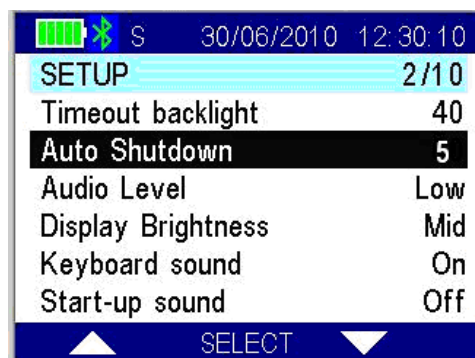 S 30/06/2010 12:30:10
SETUP 2/10
Timeout backlight 40
Auto Shutdown 5
Audio Level Low
Display Brightness Mid
Keyboard sound On
Start-up sound Off
SELECT